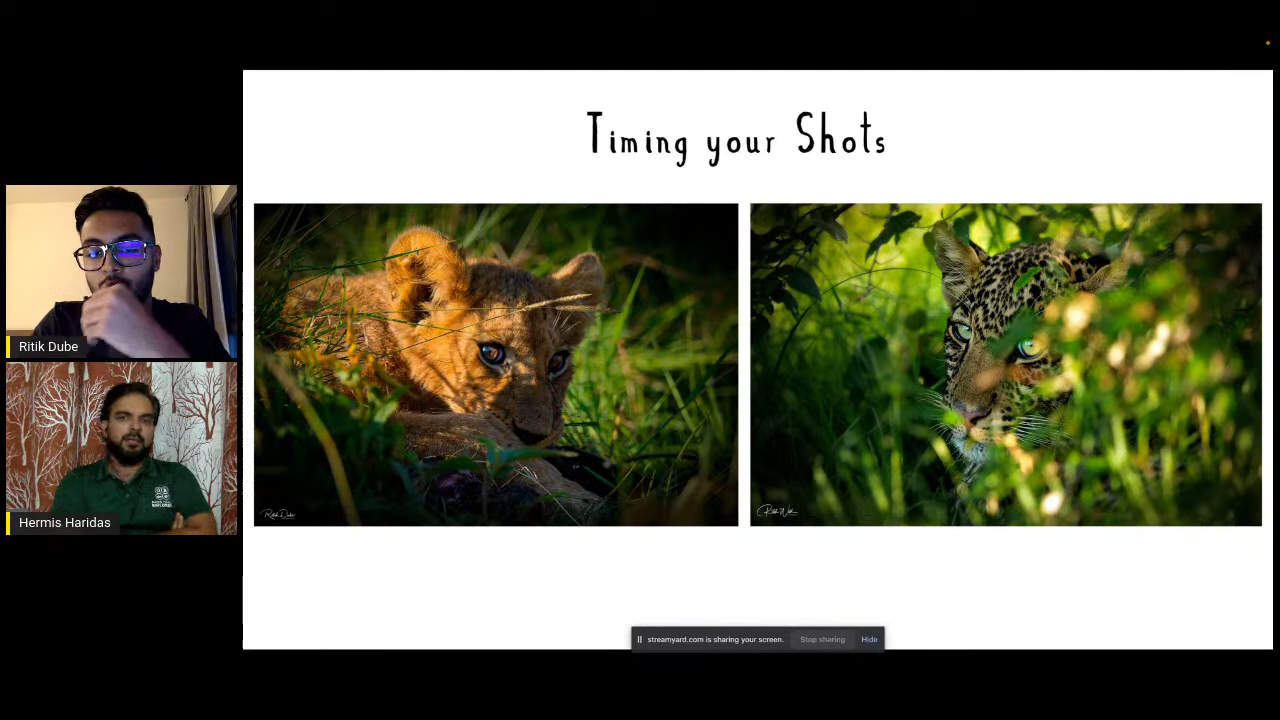 Timing your Shots
Ritik Dube
Hermis Haridas
streamyard.com is sharing your screen. Stop sharing Hide